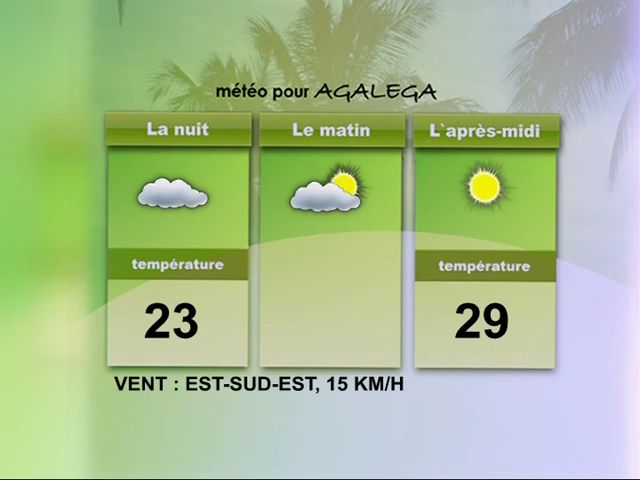 météo pour AGALEGA
La nuit
Le matin
L`après-midi
température
température
23
29
VENT : EST-SUD-EST, 15 KM/H